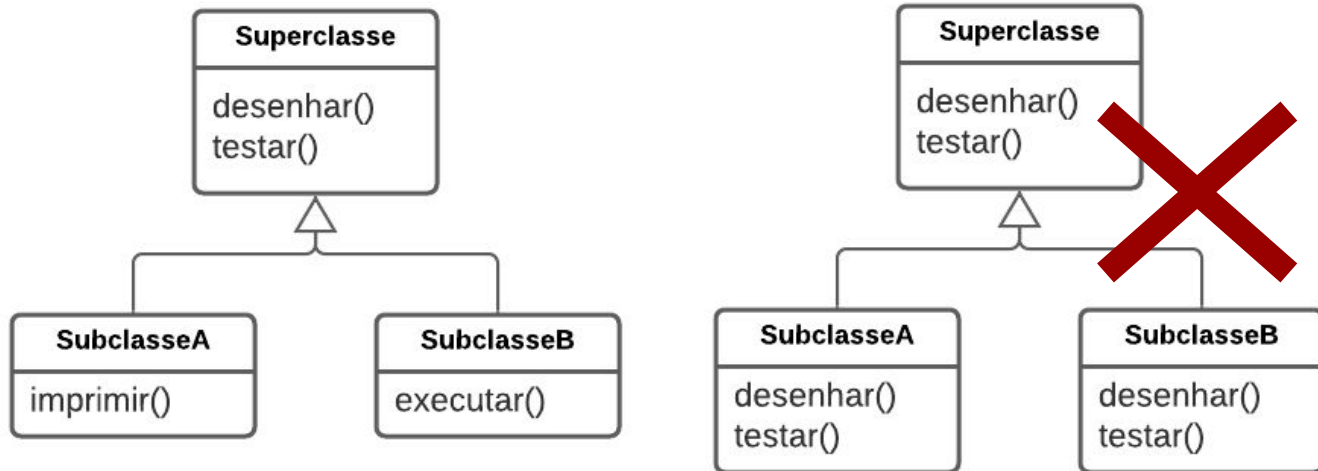 Superclasse
desenhar()
testar()
SubclasseA
imprimir()
SubclasseB
executar()
Superclasse
desenhar()
testar()
SubclasseA
desenhar()
testar()
SubclasseB
desenhar()
testar()